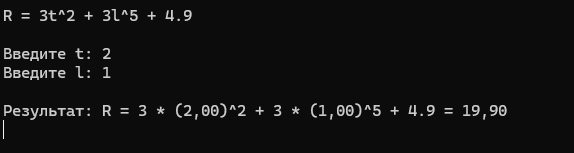 R = 3t^2 + 3l^5 + 4.9
Введите t: 2
Введите l: 1
Результат: R = 3 * (2,00)^2 + 3 * (1,00)^5 + 4.9 = 19,90